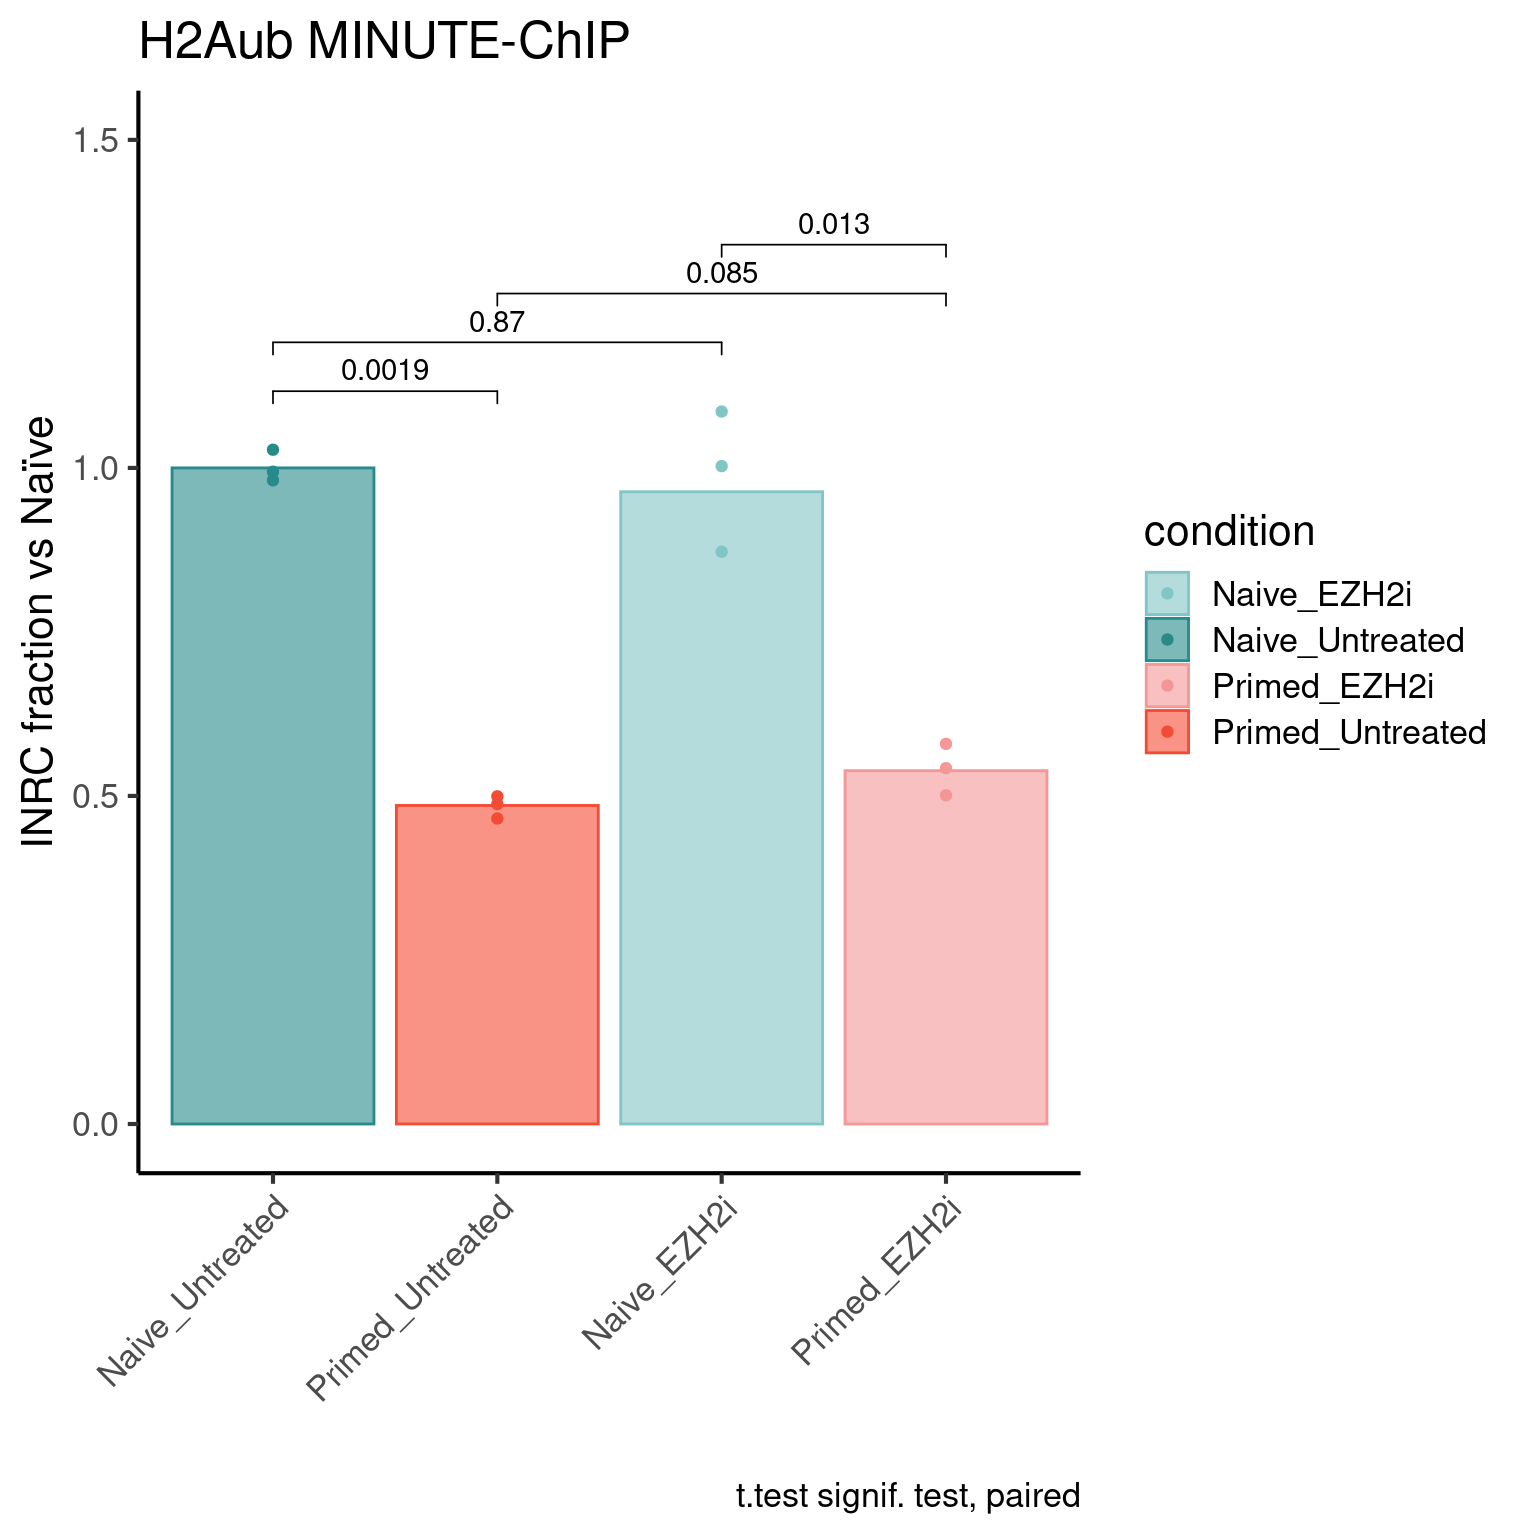 H2Aub MINUTE-ChIP
INRC fraction vs Naïve
1.5
1.0
0.5
0.0
0.013
0.085
0.87
0.0019
Naive_Untreated
Primed_Untreated
Naive_EZH2i
Primed_EZH2i
condition
Naive_EZH2i
Naive_Untreated
Primed_EZH2i
Primed_Untreated
t.test signif. test, paired